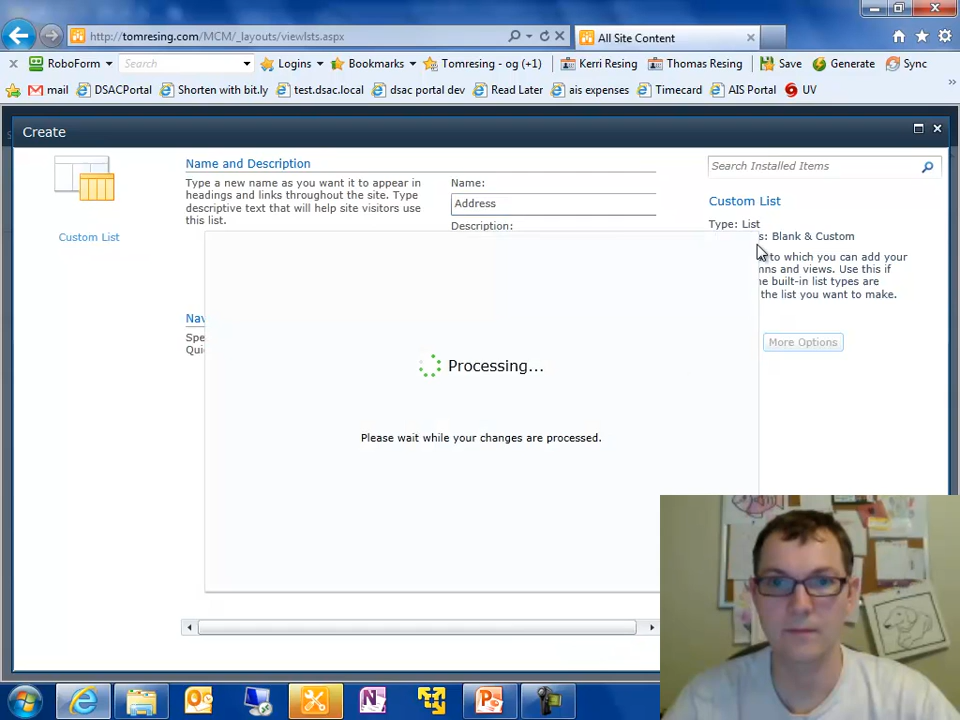 http://tomresing.com/MCM/_layouts/viewlsts.aspx
All Site Content
RoboForm
Search
Logins
Bookmarks
Tomresing - og (+1)
Kerri Resing
Thomas Resing
Save
Generate
Sync
mail
DSACPortal
Shorten with bit.ly
test.dsac.local
dsac portal dev
Read Later
ais expenses
Timecard
AIS Portal
UV
Create
Custom List
Name and Description
Type a new name as you want it to appear in
headings and links throughout the site. Type
descriptive text that will help site visitors use
this list.
Name:
Address
Description:
Search Installed Items
Custom List
Type: List
s: Blank & Custom
to which you can add your
mns and views. Use this if
he built-in list types are
the list you want to make.
More Options
Nav
Spe
Quic
Processing...
Please wait while your changes are processed.